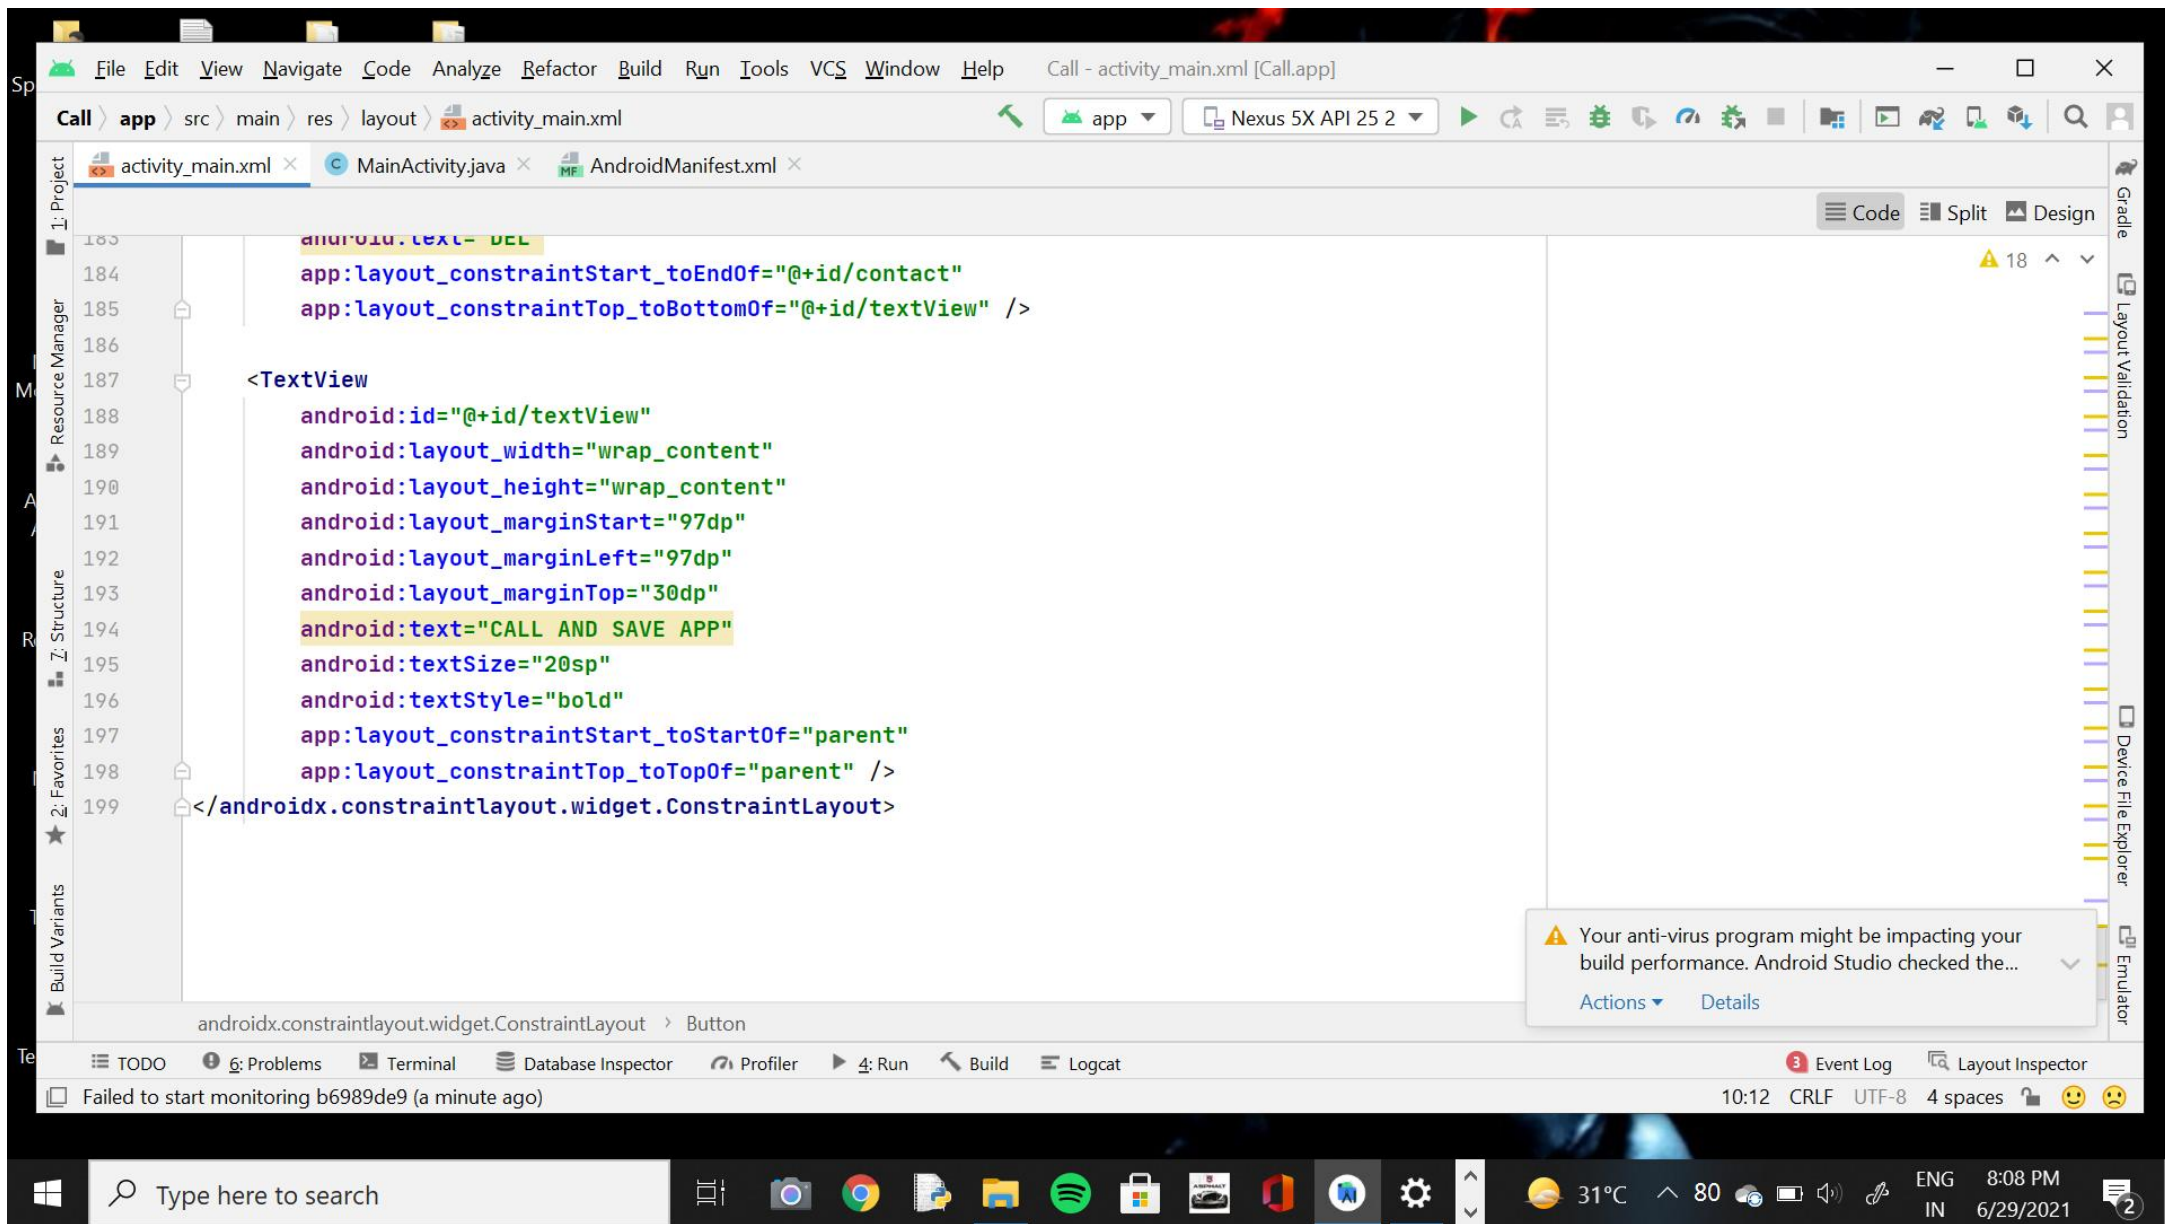 Sp
File Edit View Navigate Code Analyze Refactor Build Run Tools VCS Window Help Call - activity_main.xml [Call.app]
Call app src main res layout activity_main.xml app Nexus 5X API 25 2
activity_main.xml MainActivity.java AndroidManifest.xml
Code Split Design
1: Project
Resource Manager
7: Structure
2: Favorites
Build Variants
Gradle
Layout Validation
Device File Explorer
Emulator
18
183 android:text="DEL"
184 app:layout_constraintStart_toEndOf="@+id/contact"
185 app:layout_constraintTop_toBottomOf="@+id/textView" />
186
187 <TextView
188 android:id="@+id/textView"
189 android:layout_width="wrap_content"
190 android:layout_height="wrap_content"
191 android:layout_marginStart="97dp"
192 android:layout_marginLeft="97dp"
193 android:layout_marginTop="30dp"
194 android:text="CALL AND SAVE APP"
195 android:textSize="20sp"
196 android:textStyle="bold"
197 app:layout_constraintStart_toStartOf="parent"
198 app:layout_constraintTop_toTopOf="parent" />
199 </androidx.constraintlayout.widget.ConstraintLayout>
Your anti-virus program might be impacting your
build performance. Android Studio checked the...
Actions Details
androidx.constraintlayout.widget.ConstraintLayout > Button
Te
TODO 6: Problems Terminal Database Inspector Profiler 4: Run Build Logcat 3 Event Log Layout Inspector
Failed to start monitoring b6989de9 (a minute ago) 10:12 CRLF UTF-8 4 spaces
Type here to search
31°C 80 ENG 8:08 PM
IN 6/29/2021 2